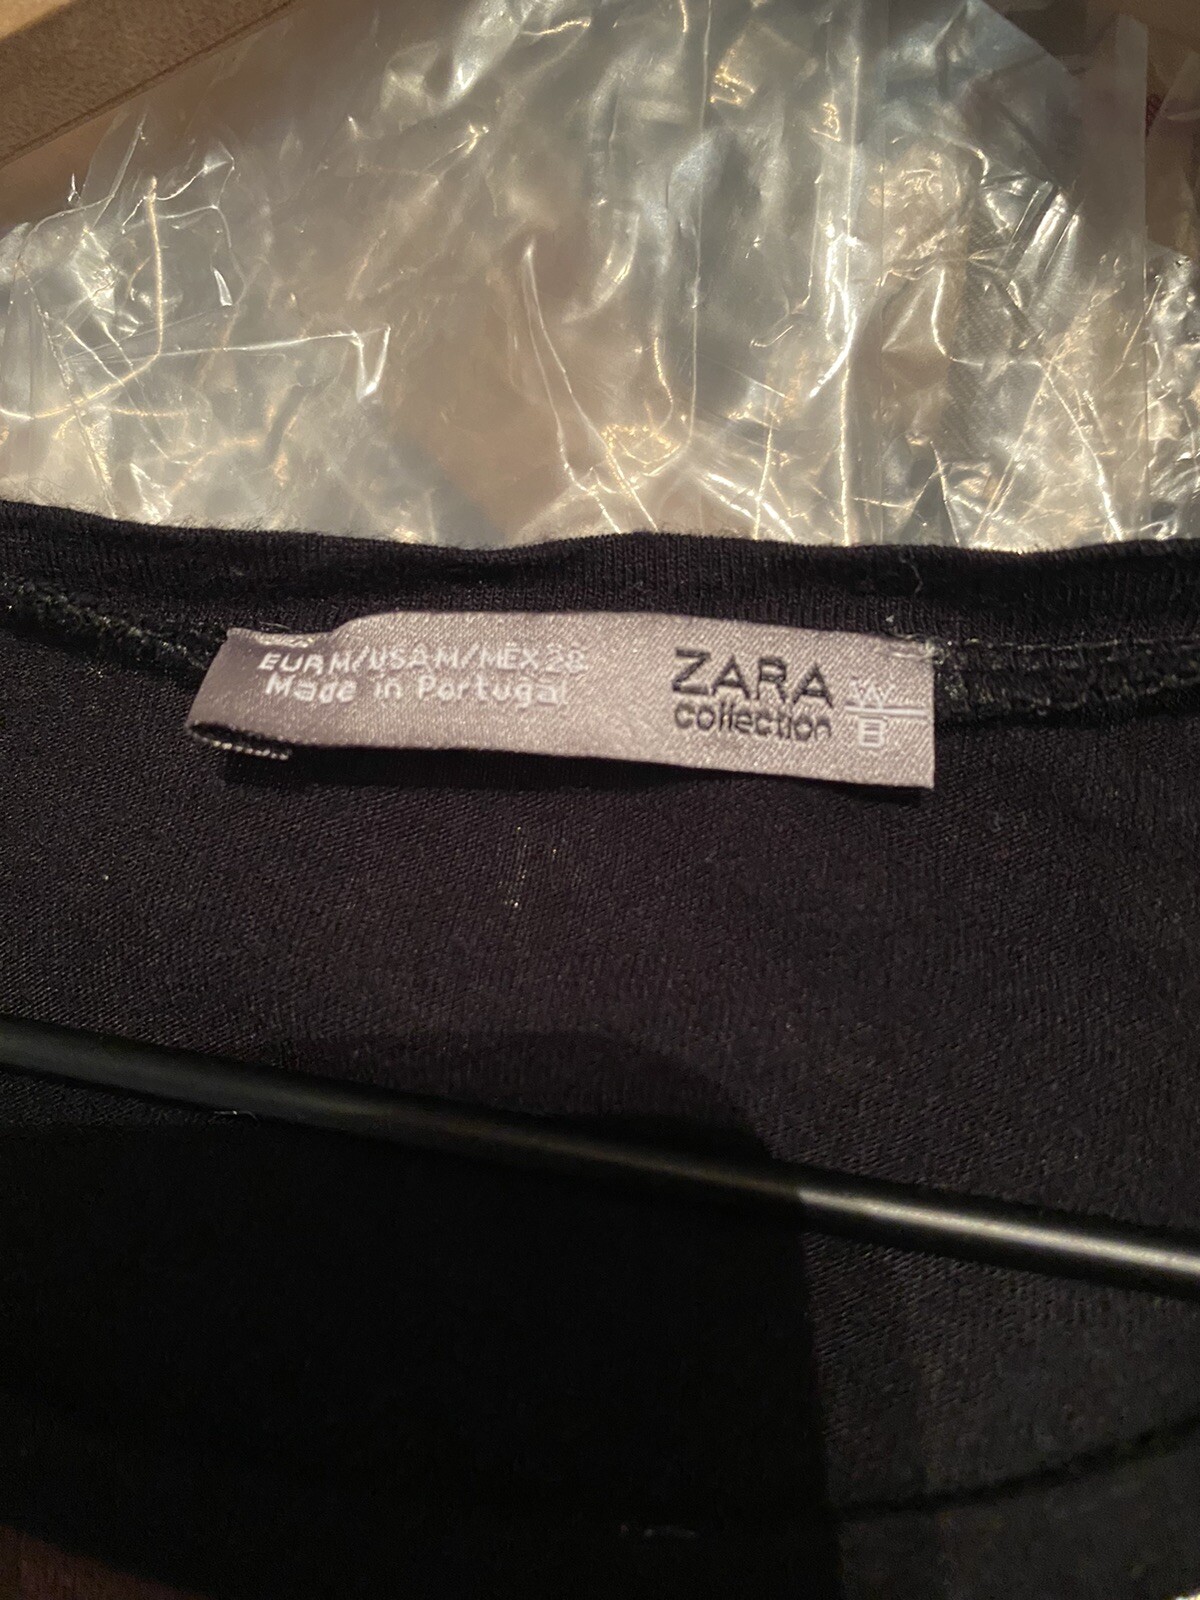 EUR M/USA M/MEX 28
Made in Portugal
ZARA W
collection B